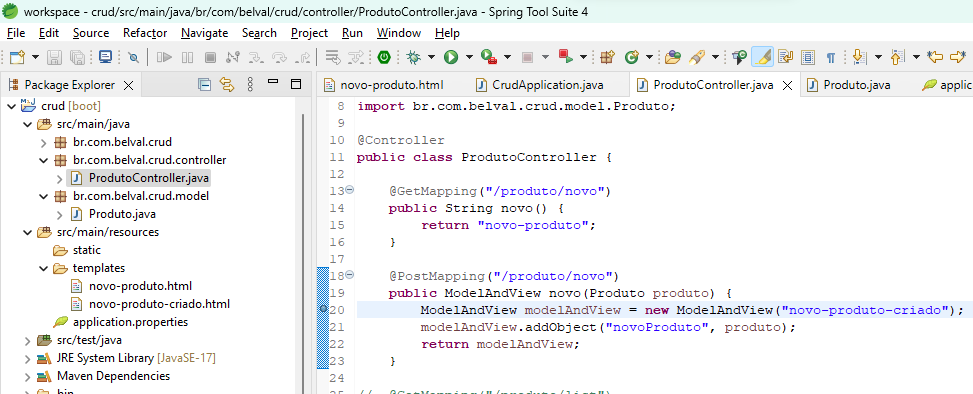 workspace - crud/src/main/java/br/com/belval/crud/controller/ProdutoController.java - Spring Tool Suite 4
File Edit Source Refactor Navigate Search Project Run Window Help
Package Explorer
crud [boot]
src/main/java
br.com.belval.crud
br.com.belval.crud.controller
ProdutoController.java
br.com.belval.crud.model
Produto.java
src/main/resources
static
templates
novo-produto.html
novo-produto-criado.html
application.properties
src/test/java
JRE System Library [JavaSE-17]
Maven Dependencies
bin
novo-produto.html CrudApplication.java ProdutoController.java Produto.java applic
8 import br.com.belval.crud.model.Produto;
9
10 @Controller
11 public class ProdutoController {
12
13 @GetMapping("/produto/novo")
14 public String novo() {
15 return "novo-produto";
16 }
17
18 @PostMapping("/produto/novo")
19 public ModelAndView novo(Produto produto) {
20 ModelAndView modelAndView = new ModelAndView("novo-produto-criado");
21 modelAndView.addObject("novoProduto", produto);
22 return modelAndView;
23 }
24
25 // @GetMapping("/produto/list")